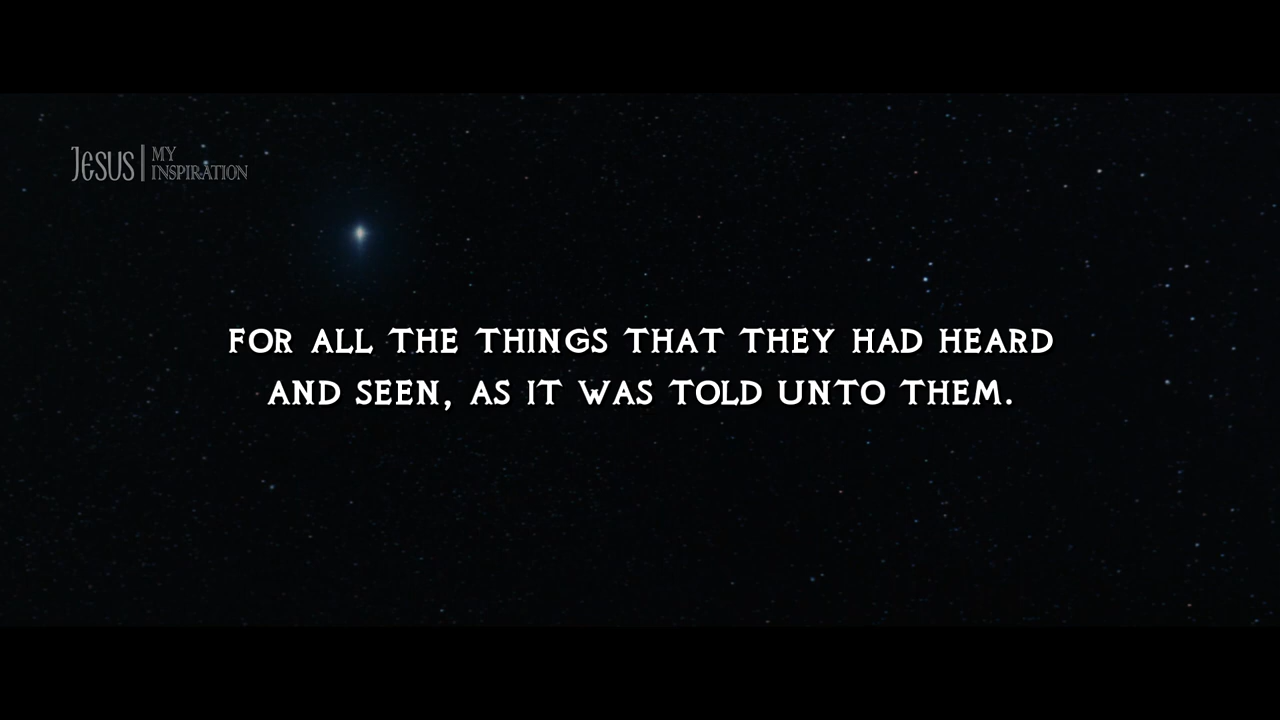 JESUS | MY
INSPIRATION
FOR ALL THE THINGS THAT THEY HAD HEARD
AND SEEN, AS IT WAS TOLD UNTO THEM.